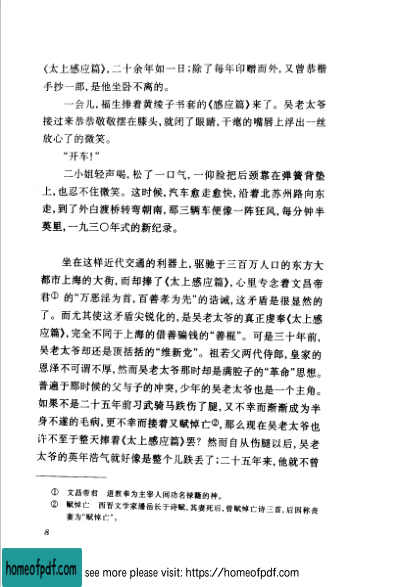 《太上感应篇》,二十余年如一日;除了每年印赠而外,又曾恭楷
手抄一部,是他坐卧不离的。
一会儿,福生捧着黄绫子书套的《感应篇》来了。吴老太爷
接过来恭恭敬敬摆在膝头,就闭了眼睛,干瘪的嘴唇上浮出一丝
放心了的微笑。
“开车!”
二小姐轻声喝,松了一口气,一仰脸把后颈靠在弹簧背垫
上,也忍不住微笑。这时候,汽车愈走愈快,沿着北苏州路向东
走,到了外白渡桥转弯朝南,那三辆车便像一阵狂风,每分钟半
英里,一九三〇年式的新纪录。
坐在这样近代交通的利器上,驱驰于三百万人口的东方大
都市上海的大街,而却捧了《太上感应篇》,心里专念着文昌帝
君①的“万恶淫为首,百善孝为先”的诰诫,这矛盾是很显然的
了。而尤其使这矛盾尖锐化的,是吴老太爷的真正虔奉《太上感
应篇》,完全不同于上海的借善骗钱的“善棍”。可是三十年前,
吴老太爷却还是顶括括的“维新党”。祖若父两代侍郎,皇家的
恩泽不可谓不厚,然而吴老太爷那时却是满腔子的“革命”思想。
普遍于那时候的父与子的冲突,少年的吴老太爷也是一个主角。
如果不是二十五年前习武骑马跌伤了腿,又不幸而渐渐成为半
身不遂的毛病,更不幸而接着又赋悼亡②,那么现在吴老太爷也
许不至于整天捧着《太上感应篇》罢?然而自从伤腿以后,吴老
太爷的英年浩气就好像是整个儿跌丢了;二十五年来,他就不曾
① 文昌帝君 道教奉为主宰人间功名禄籍的神。
② 赋悼亡 西晋文学家潘岳长于诗赋,其妻死后,曾赋悼亡诗三首,后因称丧
妻为“赋悼亡”。
8
homeofpdf.com
see more please visit: https://homeofpdf.com